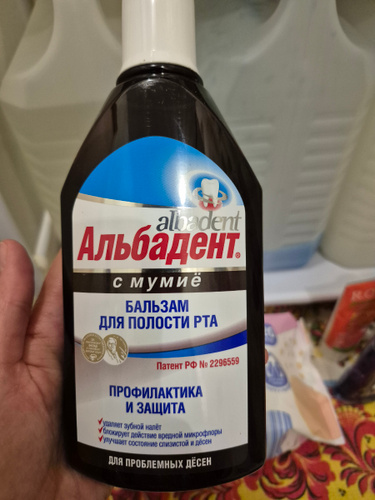 albadent
Альбадент®
с мумиё
БАЛЬЗАМ
ДЛЯ ПОЛОСТИ РТА
Патент РФ № 2296559
ПРОФИЛАКТИКА
И ЗАЩИТА
удаляет зубной налёт
блокирует действие вредной микрофлоры
улучшает состояние слизистой и дёсен
ДЛЯ ПРОБЛЕМНЫХ ДЁСЕН